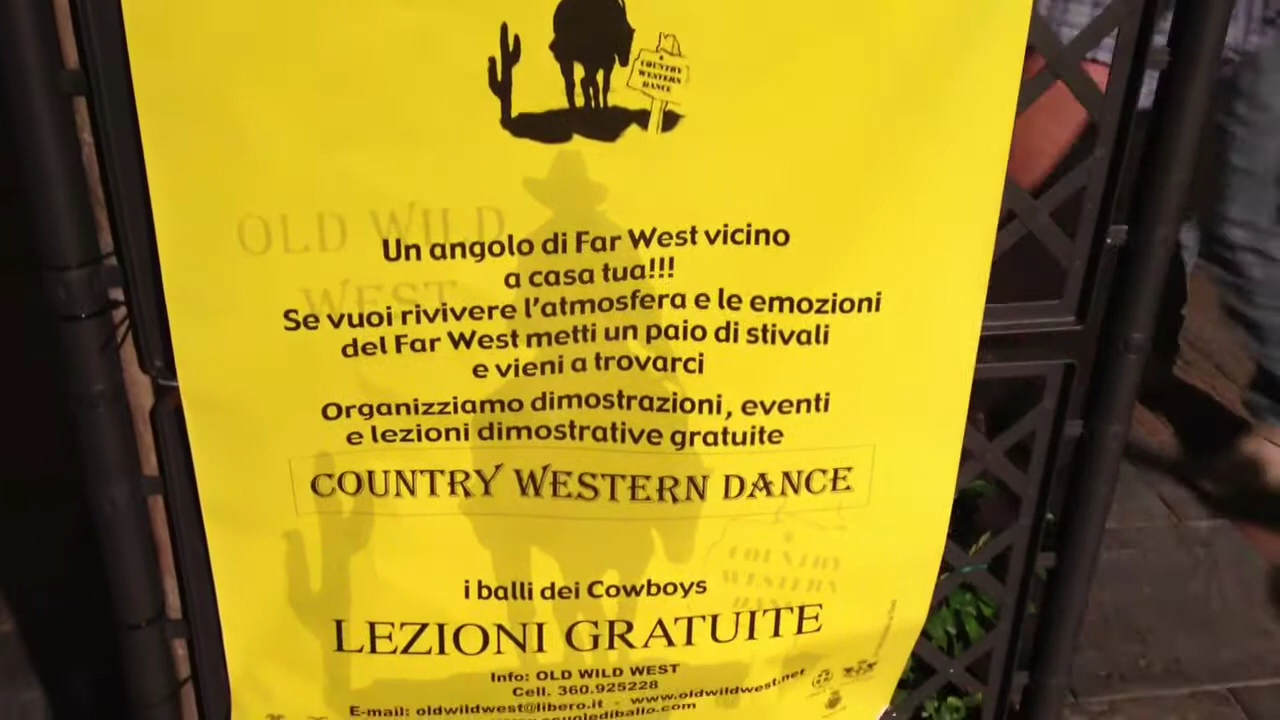 COUNTRY
WESTERN
DANCE
OLD WILD
WEST
Un angolo di Far West vicino
a casa tua!!!
Se vuoi rivivere l'atmosfera e le emozioni
del Far West metti un paio di stivali
e vieni a trovarci
Organizziamo dimostrazioni, eventi
e lezioni dimostrative gratuite
COUNTRY WESTERN DANCE
COUNTRY
WESTERN
DANCE
i balli dei Cowboys
LEZIONI GRATUITE
Info: OLD WILD WEST
Cell. 360.925228
E-mail: oldwildwest@libero.it - www.oldwildwest.net